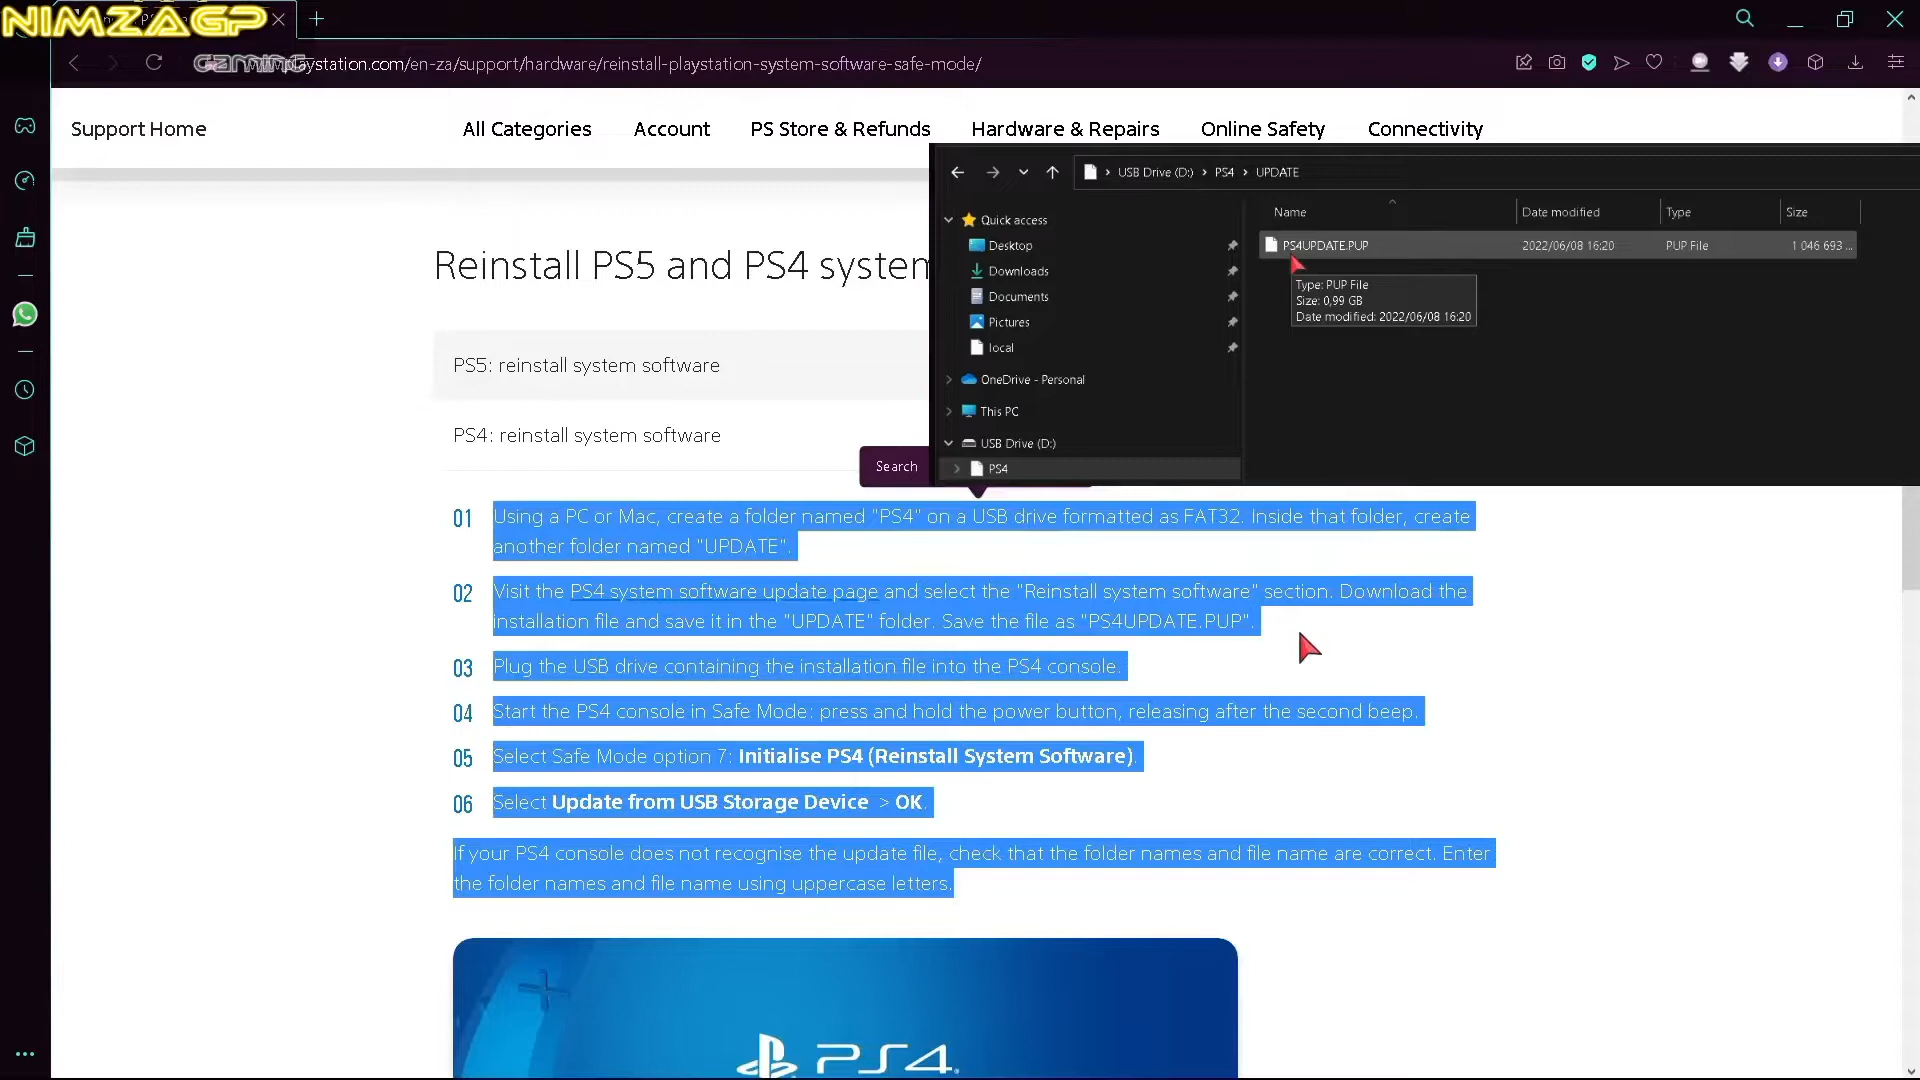 NIMZAGP
Gaming
playstation.com/en-za/support/hardware/reinstall-playstation-system-software-safe-mode/
Support Home
All Categories
Account
PS Store & Refunds
Hardware & Repairs
Online Safety
Connectivity
USB Drive (D:) > PS4 > UPDATE
Name
Date modified
Type
Size
Quick access
Desktop
Downloads
Documents
Pictures
local
OneDrive - Personal
This PC
USB Drive (D:)
PS4
PS4UPDATE.PUP
2022/06/08 16:20
PUP File
1 046 693 ...
Type: PUP File
Size: 0,99 GB
Date modified: 2022/06/08 16:20
Reinstall PS5 and PS4 system
PS5: reinstall system software
PS4: reinstall system software
Search
01 Using a PC or Mac, create a folder named "PS4" on a USB drive formatted as FAT32. Inside that folder, create
another folder named "UPDATE".
02 Visit the PS4 system software update page and select the "Reinstall system software" section. Download the
installation file and save it in the "UPDATE" folder. Save the file as "PS4UPDATE.PUP".
03 Plug the USB drive containing the installation file into the PS4 console.
04 Start the PS4 console in Safe Mode: press and hold the power button, releasing after the second beep.
05 Select Safe Mode option 7: Initialise PS4 (Reinstall System Software).
06 Select Update from USB Storage Device > OK.
If your PS4 console does not recognise the update file, check that the folder names and file name are correct. Enter
the folder names and file name using uppercase letters.
PS4